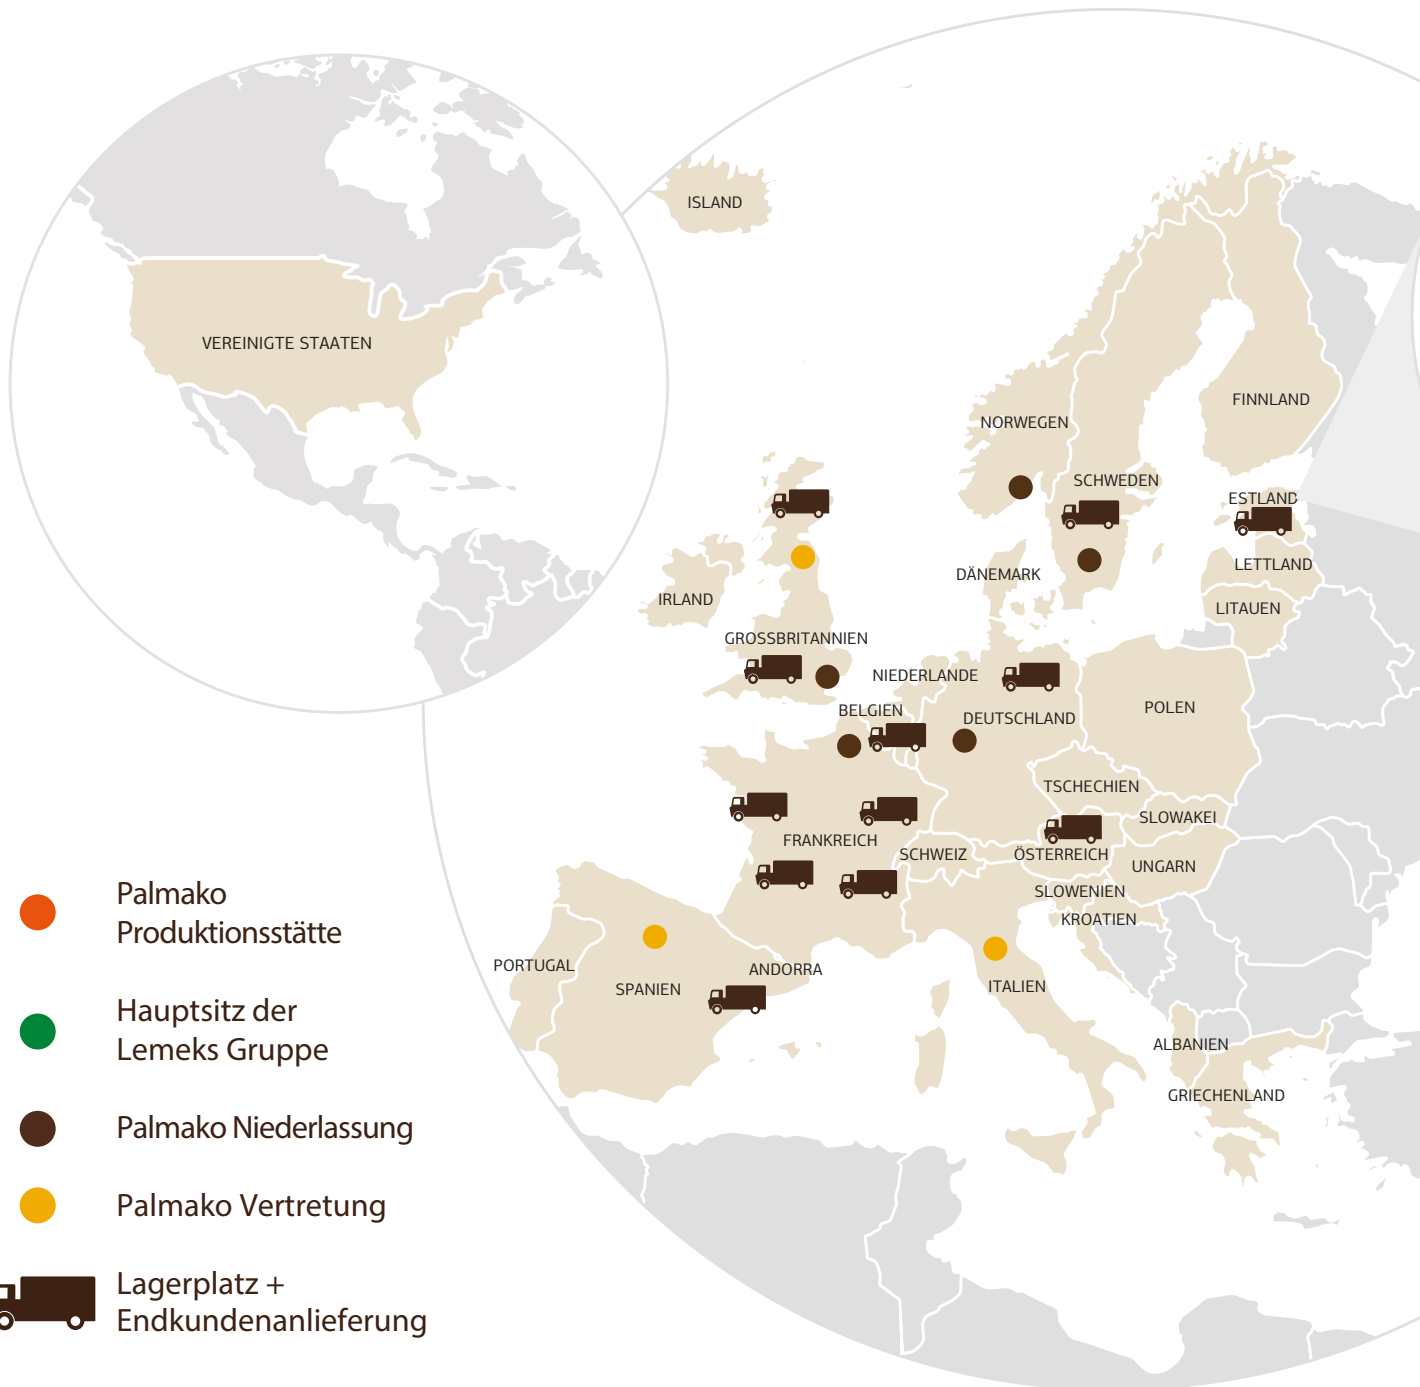 ISLAND
VEREINIGTE STAATEN
FINNLAND
NORWEGEN
SCHWEDEN
ESTLAND
LETTLAND
DÄNEMARK
LITAUEN
IRLAND
GROSSBRITANNIEN
NIEDERLANDE
POLEN
BELGIEN
DEUTSCHLAND
TSCHECHIEN
SLOWAKEI
FRANKREICH
SCHWEIZ
ÖSTERREICH
UNGARN
SLOWENIEN
KROATIEN
PORTUGAL
ANDORRA
SPANIEN
ITALIEN
ALBANIEN
GRIECHENLAND
Palmako
Produktionsstätte
Hauptsitz der
Lemeks Gruppe
Palmako Niederlassung
Palmako Vertretung
Lagerplatz +
Endkundenanlieferung